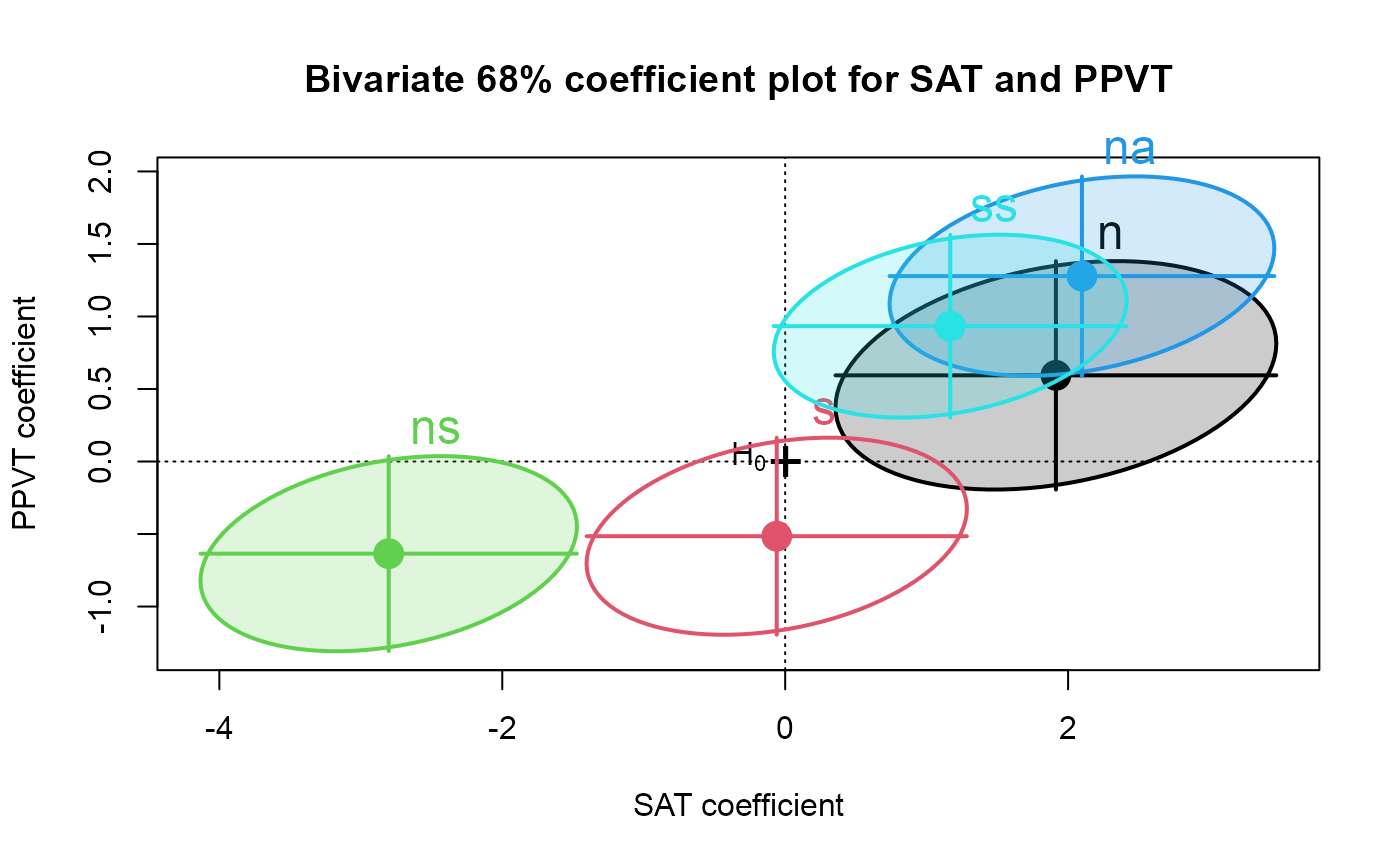 Bivariate 68% coefficient plot for SAT and PPVT
na
ss
n
s
ns
H₀
PPVT coefficient
2.0
1.5
1.0
0.5
0.0
-1.0
-4
-2
0
2
SAT coefficient